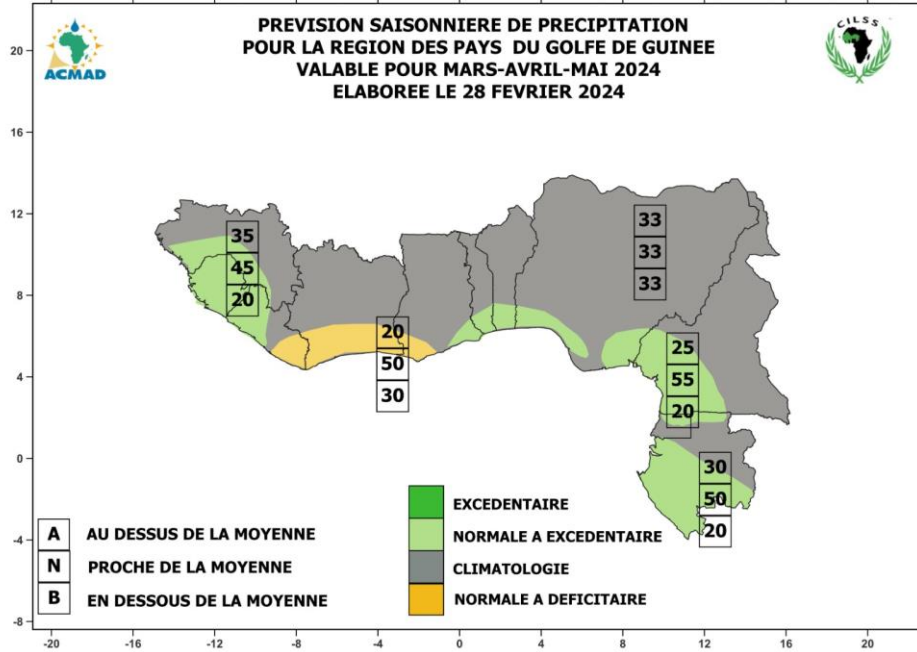 PREVISION SAISONNIERE DE PRECIPITATION
POUR LA REGION DES PAYS DU GOLFE DE GUINEE
VALABLE POUR MARS-AVRIL-MAI 2024
ELABOREE LE 28 FEVRIER 2024
ACMAD
CILSS
20
16
12
8
4
0
-4
-8
35
45
20
33
33
33
20
50
30
25
55
20
30
50
20
A AU DESSUS DE LA MOYENNE
N PROCHE DE LA MOYENNE
B EN DESSOUS DE LA MOYENNE
EXCEDENTAIRE
NORMALE A EXCEDENTAIRE
CLIMATOLOGIE
NORMALE A DEFICITAIRE
-20 -16 -12 -8 -4 0 4 8 12 16 20